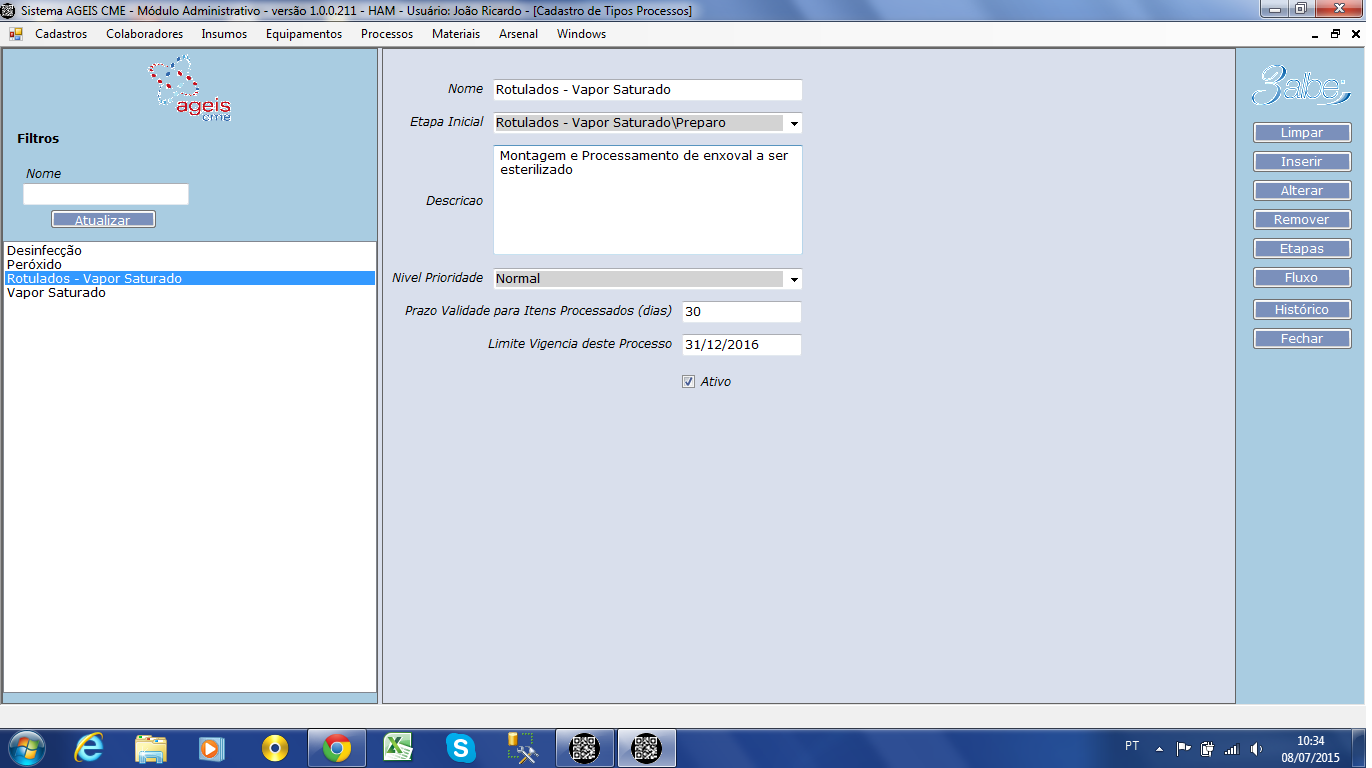 Sistema AGEIS CME - Módulo Administrativo - versão 1.0.0.211 - HAM - Usuário: João Ricardo - [Cadastro de Tipos Processos]
Cadastros Colaboradores Insumos Equipamentos Processos Materiais Arsenal Windows
ageis
cme
Filtros
Nome
Atualizar
Desinfecção
Peróxido
Rotulados - Vapor Saturado
Vapor Saturado
Nome Rotulados - Vapor Saturado
Etapa Inicial Rotulados - Vapor Saturado\Preparo
Descricao Montagem e Processamento de enxoval a ser
esterilizado
Nivel Prioridade Normal
Prazo Validade para Itens Processados (dias) 30
Limite Vigencia deste Processo 31/12/2016
Ativo
3albe
Limpar
Inserir
Alterar
Remover
Etapas
Fluxo
Histórico
Fechar
PT
10:34
08/07/2015